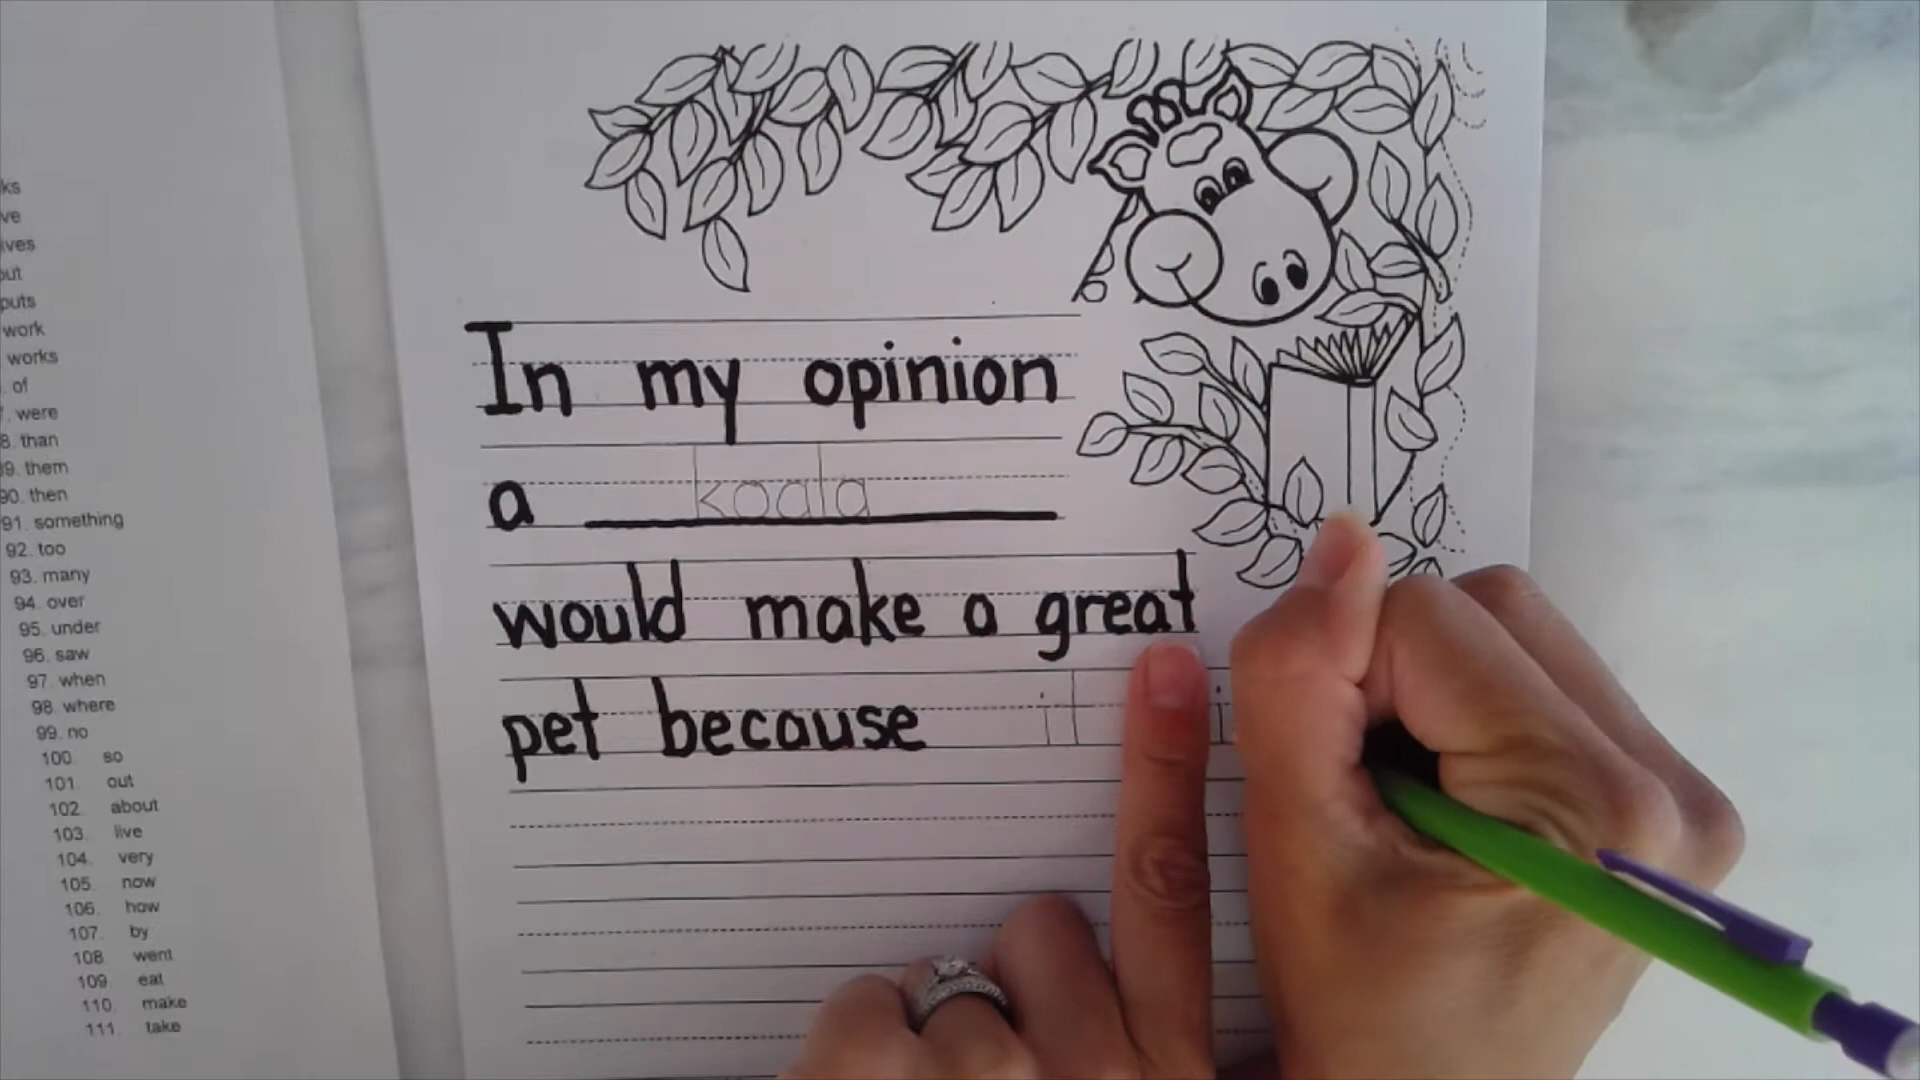 ks
ve
ives
out
puts
work
works
of
were
8. than
89. them
90. then
91. something
92. too
93. many
94. over
95. under
96. saw
97. when
98. where
99. no
100. so
101. out
102. about
103. live
104. very
105. now
106. how
107. by
108 went
109. eat
110. make
111. take
In my opinion
a koala
would make a great
pet because it i